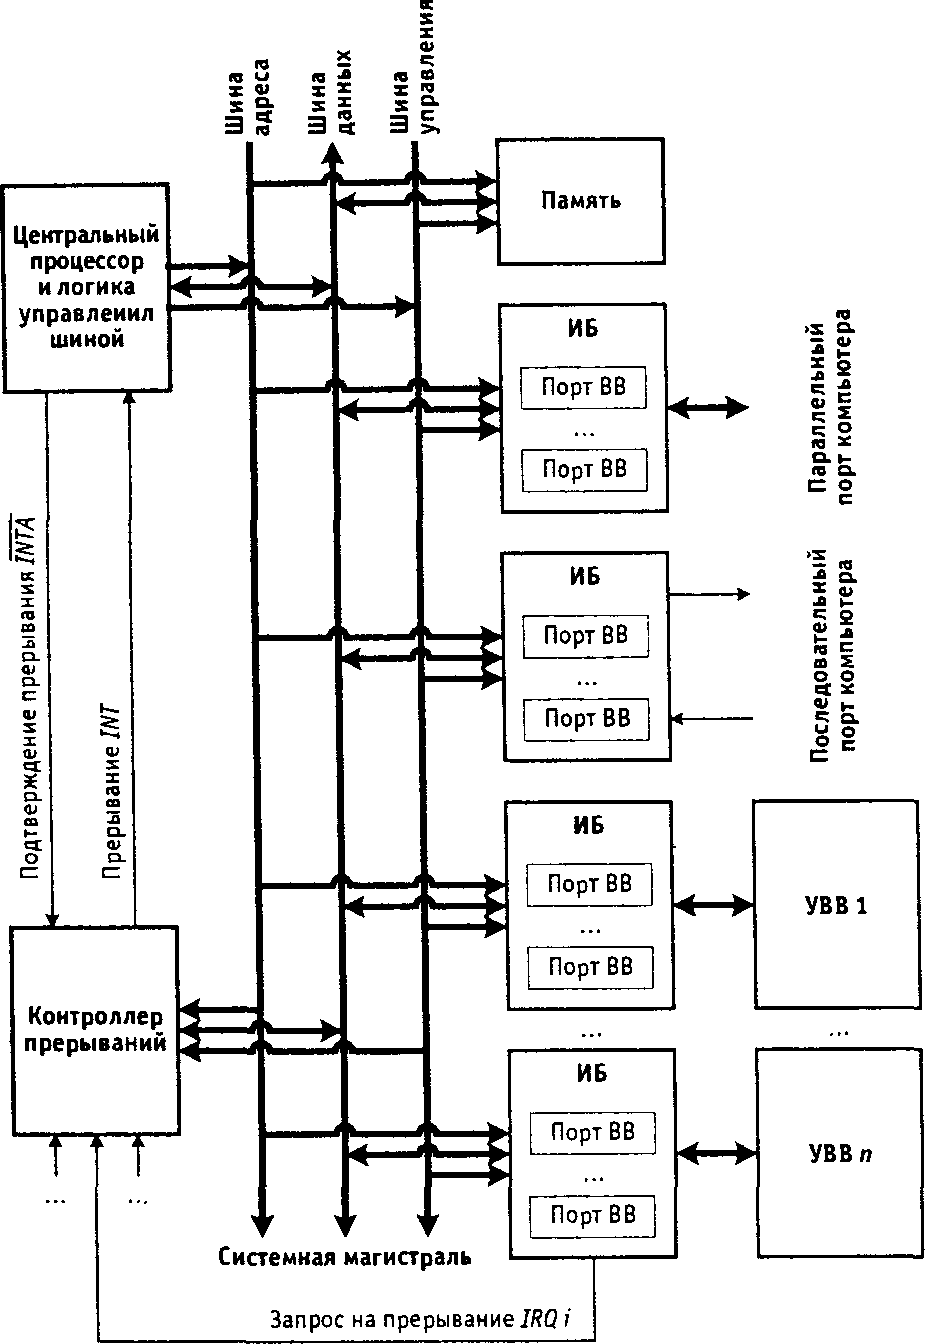 Шина
адреса
Шина
данных
Шина
управления
Центральный
процессор
и логика
управлеиил
шиной
Память
ИБ
Порт ВВ
...
Порт ВВ
Параллельный
порт компьютера
ИБ
Порт ВВ
...
Порт ВВ
Последовательный
порт компьютера
Подтверждение прерывания INTA
Прерывание INT
ИБ
Порт ВВ
...
Порт ВВ
УВВ 1
Контроллер
прерываний
...
...
ИБ
Порт ВВ
...
Порт ВВ
УВВ n
...
...
Системная магистраль
Запрос на прерывание IRQ i